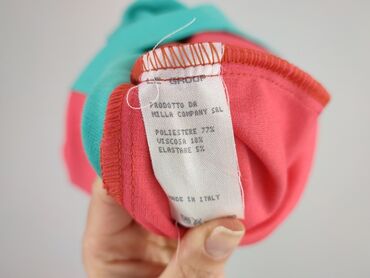 GROUP
PRODOTTO DA
MILLA COMPANY SRL
POLIESTERE 77%
VISCOSA 18%
ELASTANE 5%
MADE IN ITALY